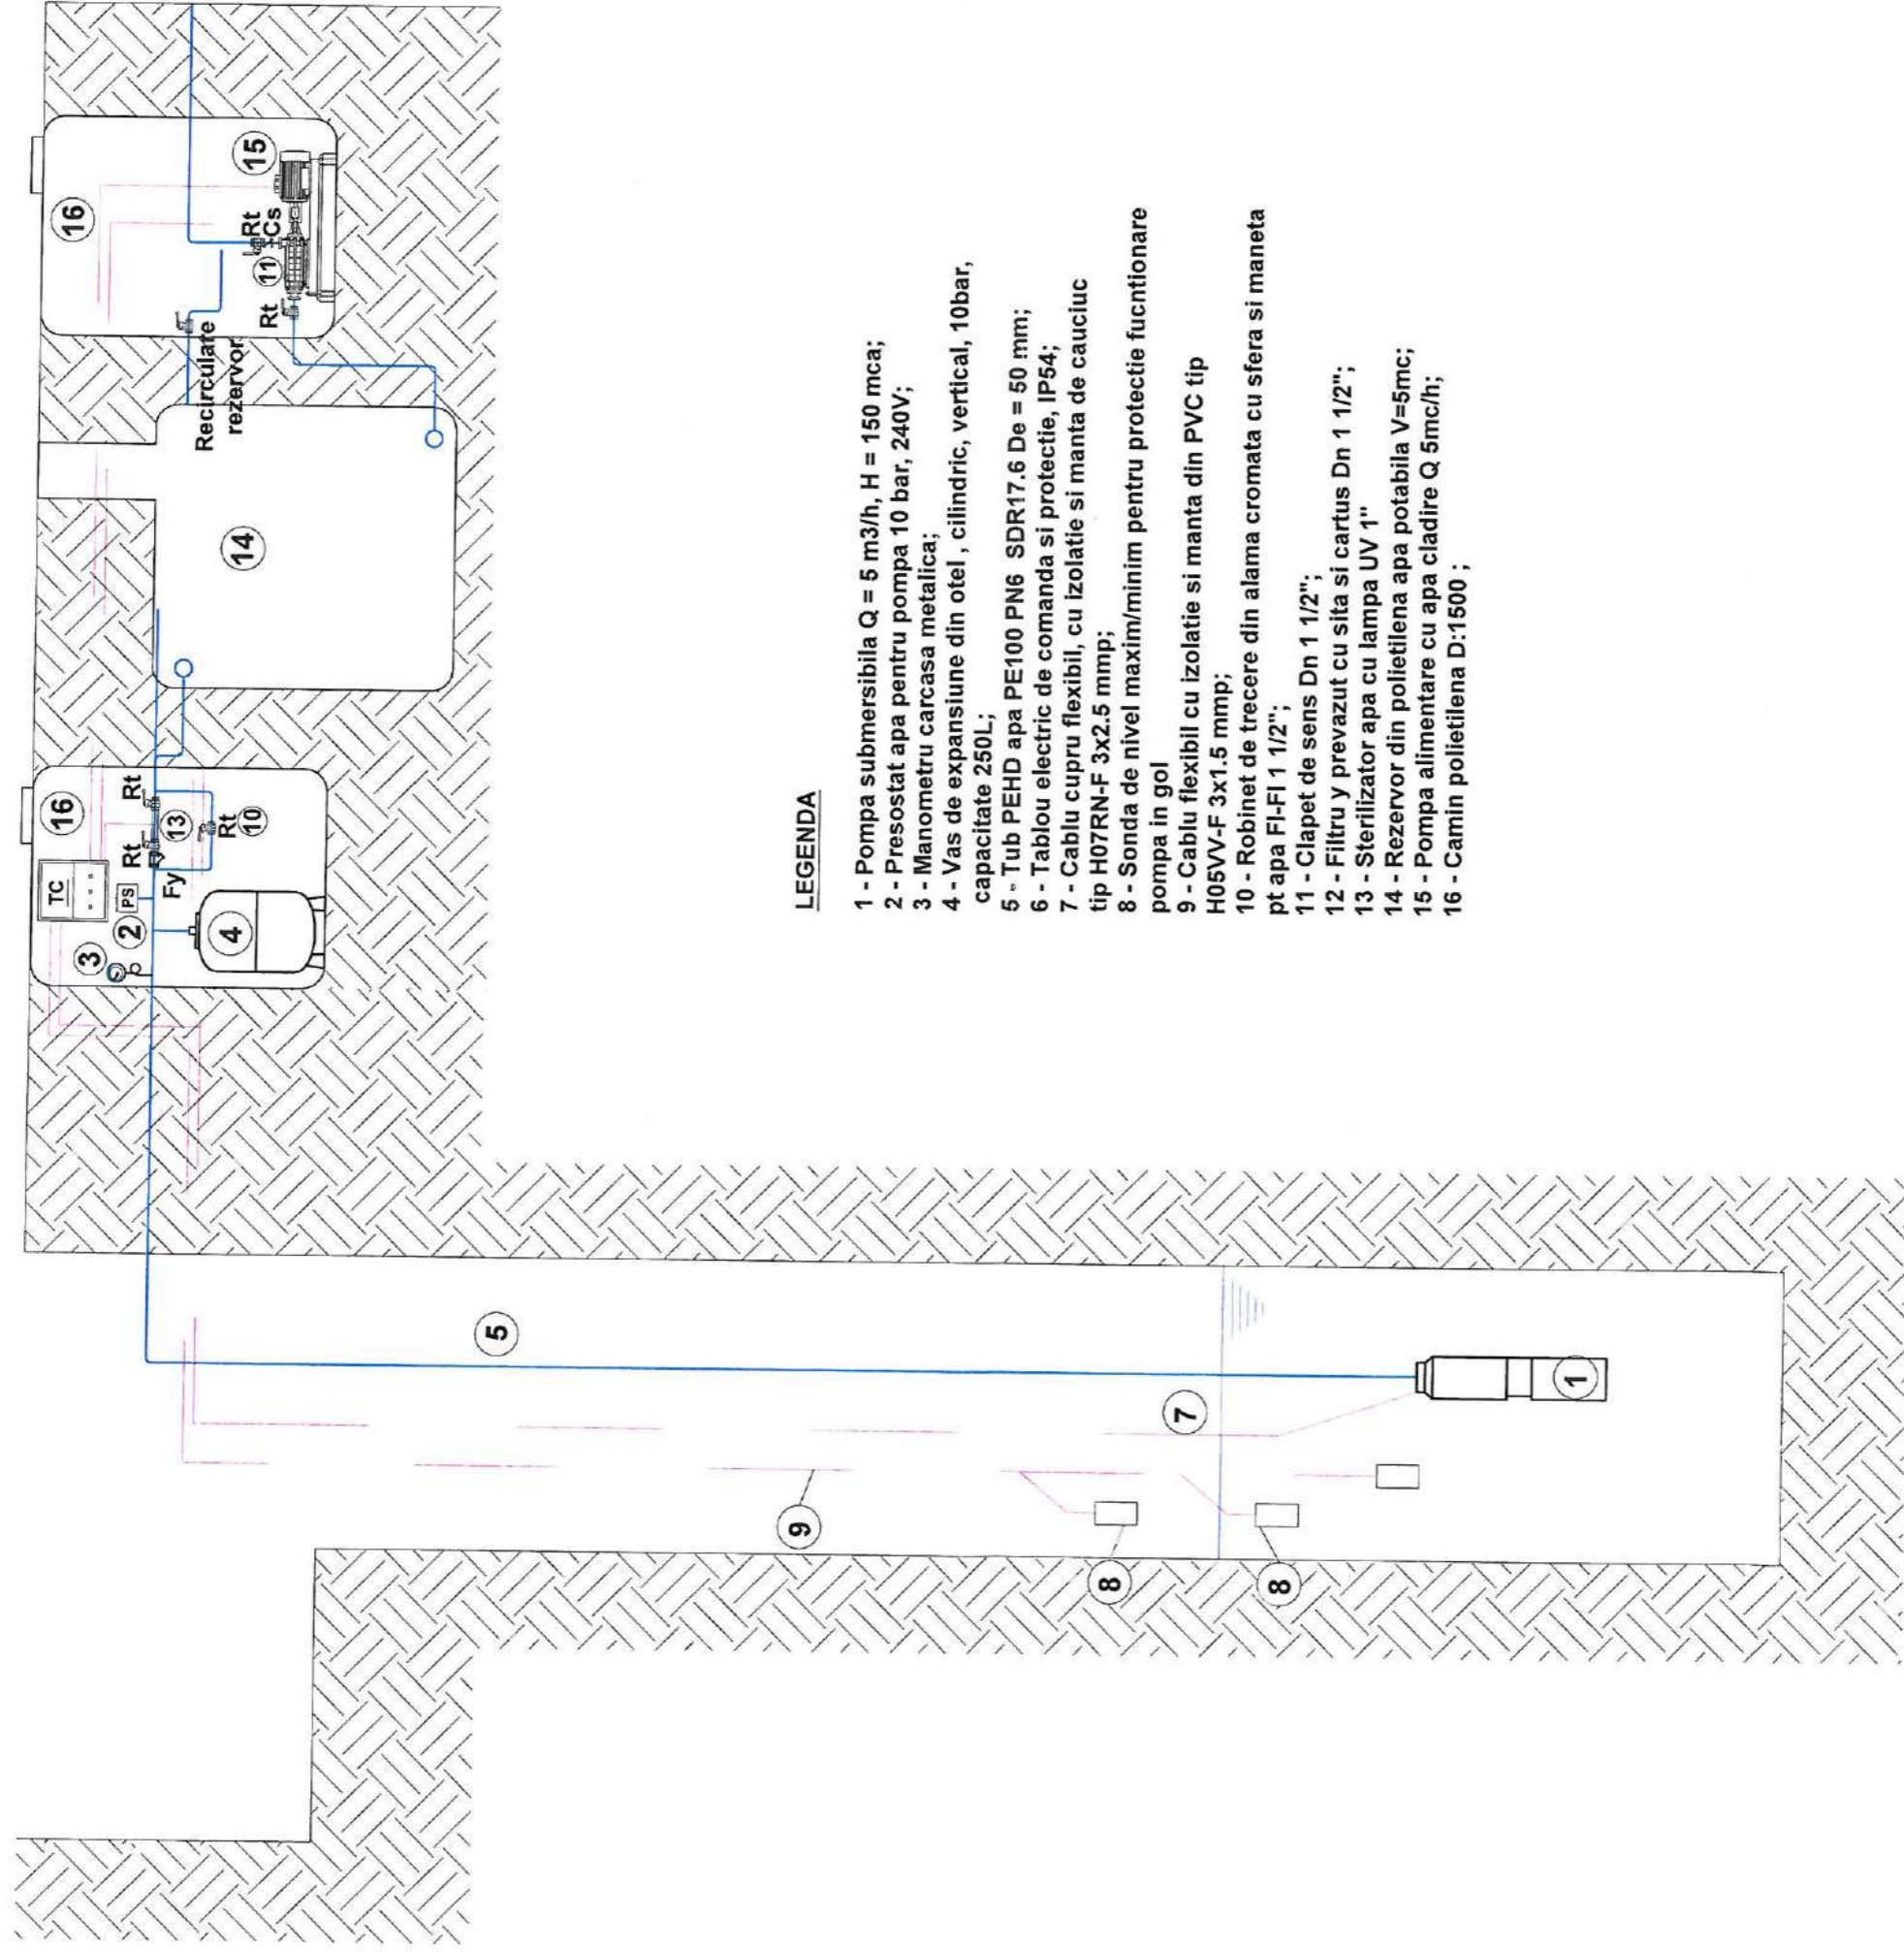 16
TC
PS
3
2
Fy
Rt
Rt
13
Rt
10
4
14
Recirculare
rezervor
16
15
Rt
Cs
11
Rt
5
7
9
8
8
1
LEGENDA
1 - Pompa submersibila Q = 5 m3/h, H = 150 mca;
2 - Presostat apa pentru pompa 10 bar, 240V;
3 - Manometru carcasa metalica;
4 - Vas de expansiune din otel , cilindric, vertical, 10bar,
capacitate 250L;
5 - Tub PEHD apa PE100 PN6 SDR17.6 De = 50 mm;
6 - Tablou electric de comanda si protectie, IP54;
7 - Cablu cupru flexibil, cu izolatie si manta de cauciuc
tip H07RN-F 3x2.5 mmp;
8 - Sonda de nivel maxim/minim pentru protectie fucntionare
pompa in gol
9 - Cablu flexibil cu izolatie si manta din PVC tip
H05VV-F 3x1.5 mmp;
10 - Robinet de trecere din alama cromata cu sfera si maneta
pt apa FI-FI 1 1/2";
11 - Clapet de sens Dn 1 1/2";
12 - Filtru y prevazut cu sita si cartus Dn 1 1/2";
13 - Sterilizator apa cu lampa UV 1"
14 - Rezervor din polietilena apa potabila V=5mc;
15 - Pompa alimentare cu apa cladire Q 5mc/h;
16 - Camin polietilena D:1500 ;